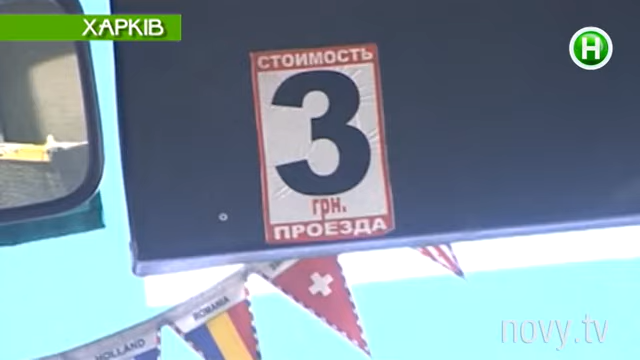 ХАРКІВ
Н
СТОИМОСТЬ
3
грн.
ПРОЕЗДА
ROMANIA
HOLLAND
novy.tv